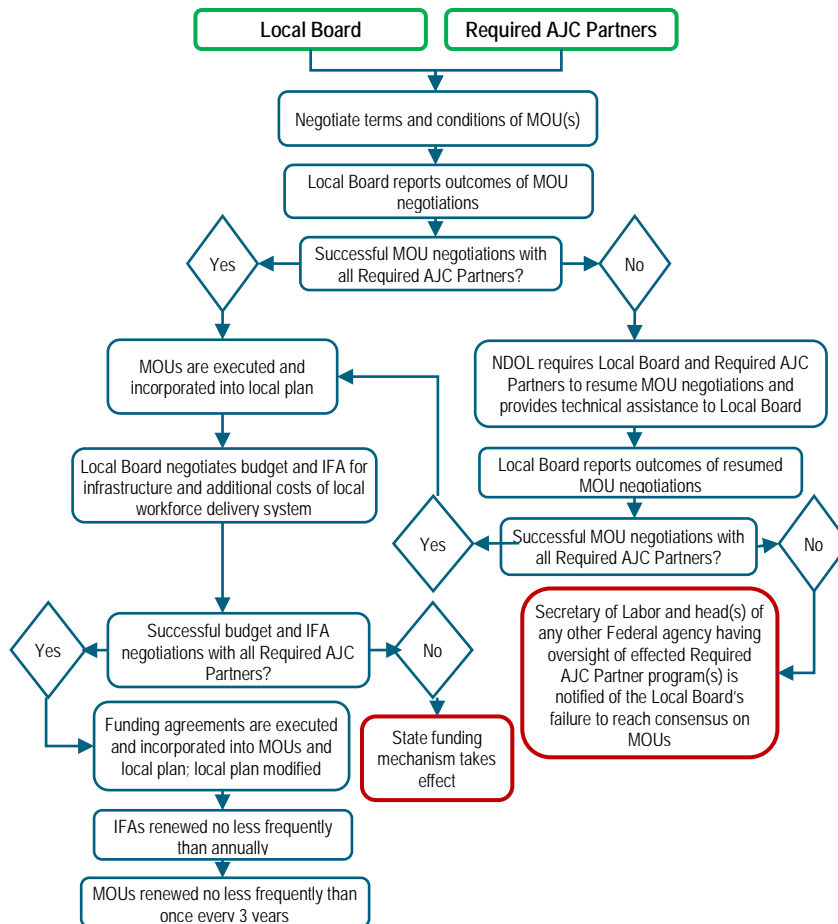 Local Board
Required AJC Partners
Negotiate terms and conditions of MOU(s)
Local Board reports outcomes of MOU
negotiations
Yes
Successful MOU negotiations with
all Required AJC Partners?
No
MOUs are executed and
incorporated into local plan
NDOL requires Local Board and Required AJC
Partners to resume MOU negotiations and
provides technical assistance to Local Board
Local Board negotiates budget and IFA for
infrastructure and additional costs of local
workforce delivery system
Local Board reports outcomes of resumed
MOU negotiations
Yes
Successful MOU negotiations with
all Required AJC Partners?
No
Yes
Successful budget and IFA
negotiations with all Required AJC
Partners?
No
Secretary of Labor and head(s) of
any other Federal agency having
oversight of effected Required
AJC Partner program(s) is
notified of the Local Board's
failure to reach consensus on
MOUs
Funding agreements are executed
and incorporated into MOUs and
local plan; local plan modified
State funding
mechanism takes
effect
IFAs renewed no less frequently
than annually
MOUs renewed no less frequently than
once every 3 years